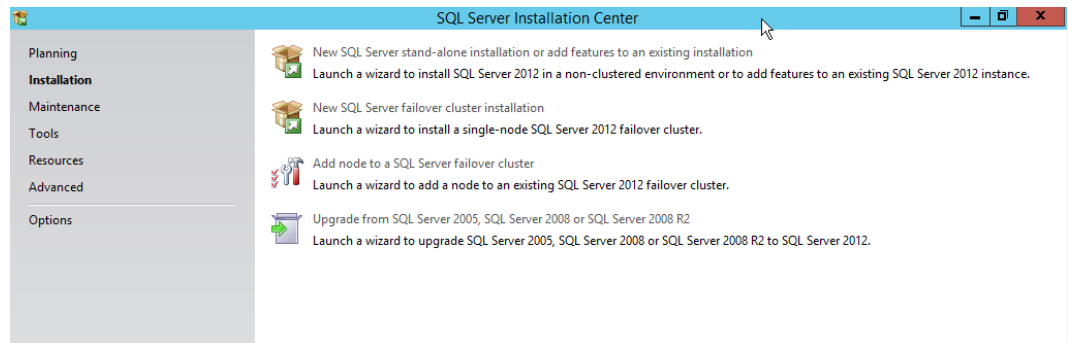 SQL Server Installation Center
Planning
Installation
Maintenance
Tools
Resources
Advanced
Options
New SQL Server stand-alone installation or add features to an existing installation
Launch a wizard to install SQL Server 2012 in a non-clustered environment or to add features to an existing SQL Server 2012 instance.
New SQL Server failover cluster installation
Launch a wizard to install a single-node SQL Server 2012 failover cluster.
Add node to a SQL Server failover cluster
Launch a wizard to add a node to an existing SQL Server 2012 failover cluster.
Upgrade from SQL Server 2005, SQL Server 2008 or SQL Server 2008 R2
Launch a wizard to upgrade SQL Server 2005, SQL Server 2008 or SQL Server 2008 R2 to SQL Server 2012.